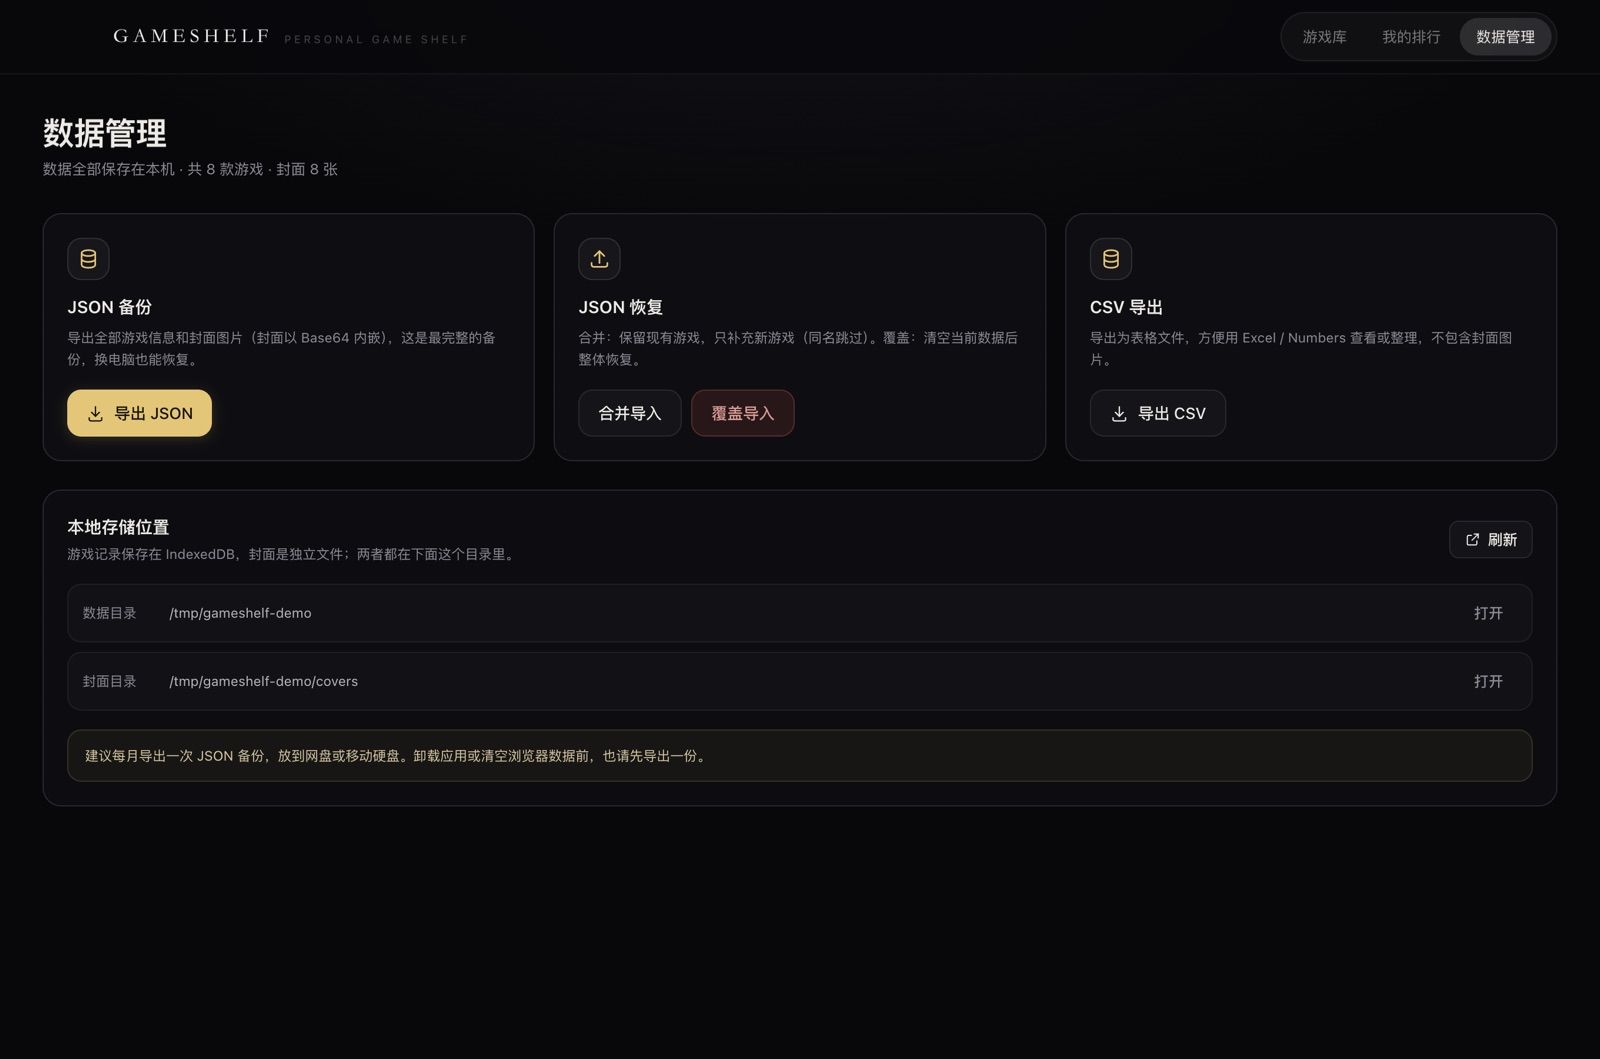 GAMESHELF PERSONAL GAME SHELF
游戏库 我的排行 数据管理
数据管理
数据全部保存在本机 · 共 8 款游戏 · 封面 8 张
JSON 备份
导出全部游戏信息和封面图片（封面以 Base64 内嵌），这是最完整的备
份，换电脑也能恢复。
导出 JSON
JSON 恢复
合并：保留现有游戏，只补充新游戏（同名跳过）。覆盖：清空当前数据后
整体恢复。
合并导入 覆盖导入
CSV 导出
导出为表格文件，方便用 Excel / Numbers 查看或整理，不包含封面图
片。
导出 CSV
本地存储位置
游戏记录保存在 IndexedDB，封面是独立文件；两者都在下面这个目录里。
刷新
数据目录 /tmp/gameshelf-demo 打开
封面目录 /tmp/gameshelf-demo/covers 打开
建议每月导出一次 JSON 备份，放到网盘或移动硬盘。卸载应用或清空浏览器数据前，也请先导出一份。